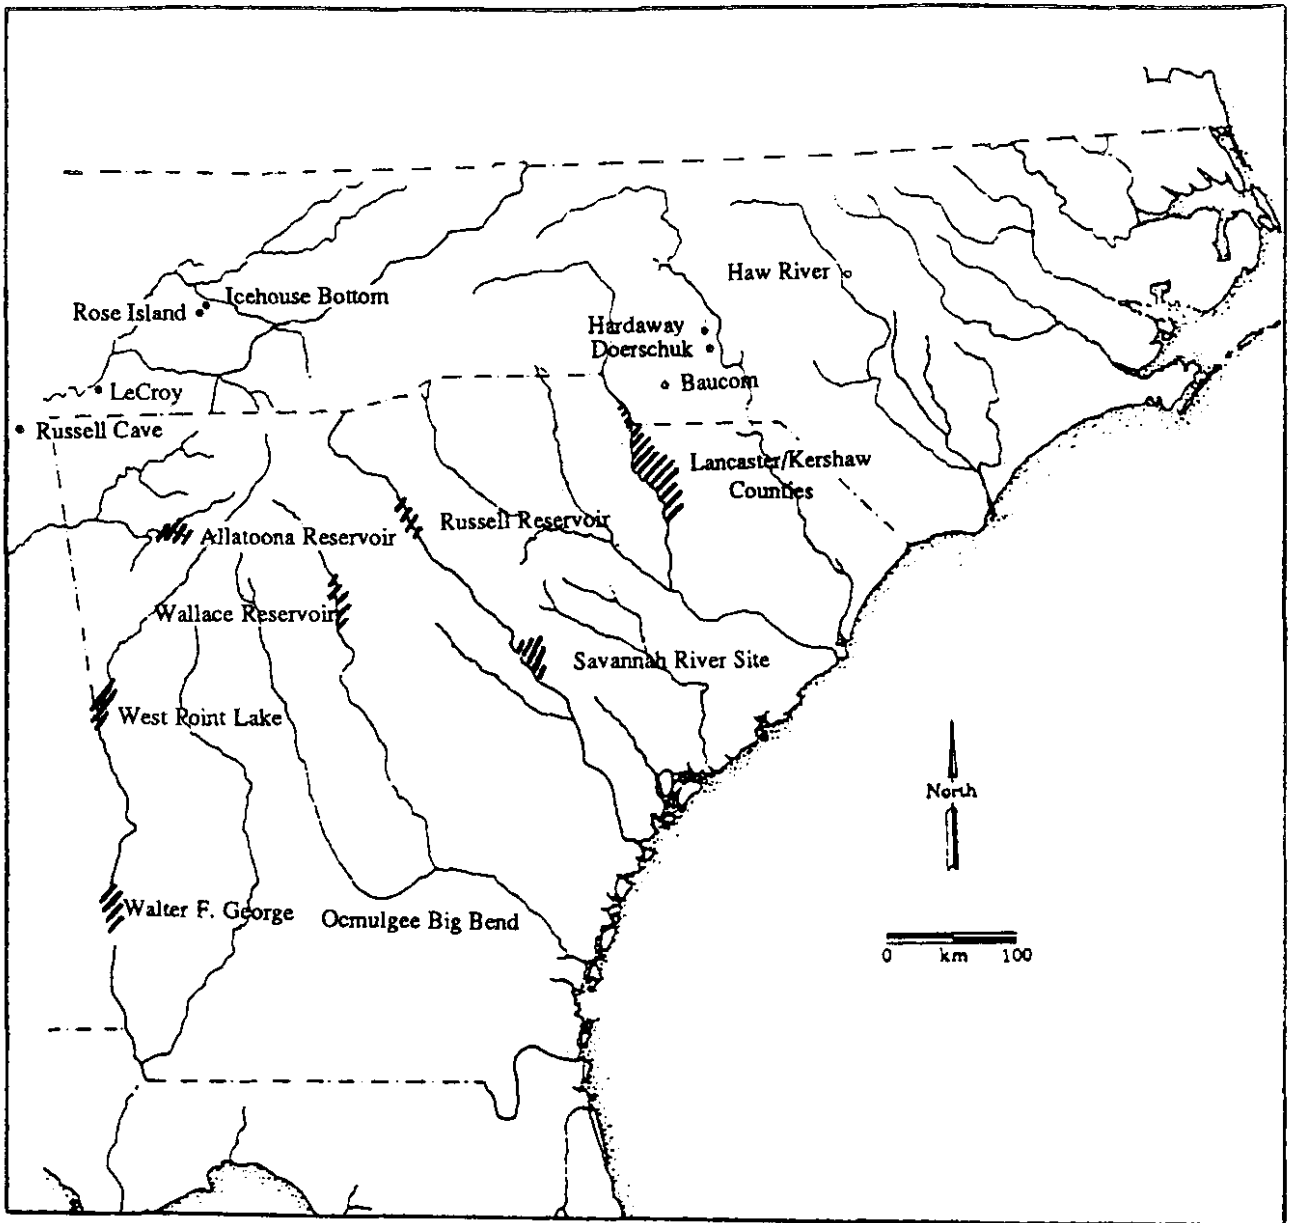 Haw River
Icehouse Bottom
Rose Island
Hardaway
Doerschuk
Baucom
LeCroy
Russell Cave
Lancaster/Kershaw
Counties
Russell Reservoir
Allatoona Reservoir
Wallace Reservoir
Savannah River Site
West Point Lake
North
Walter F. George
Ocmulgee Big Bend
0 km 100